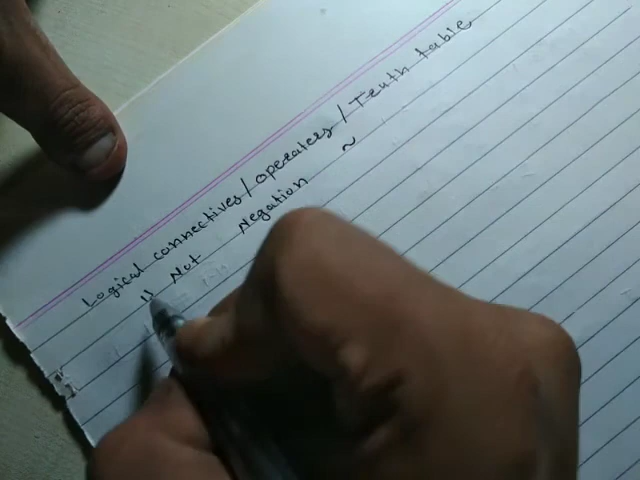 Logical connectives/operators/Truth table
1) Not Negation ~